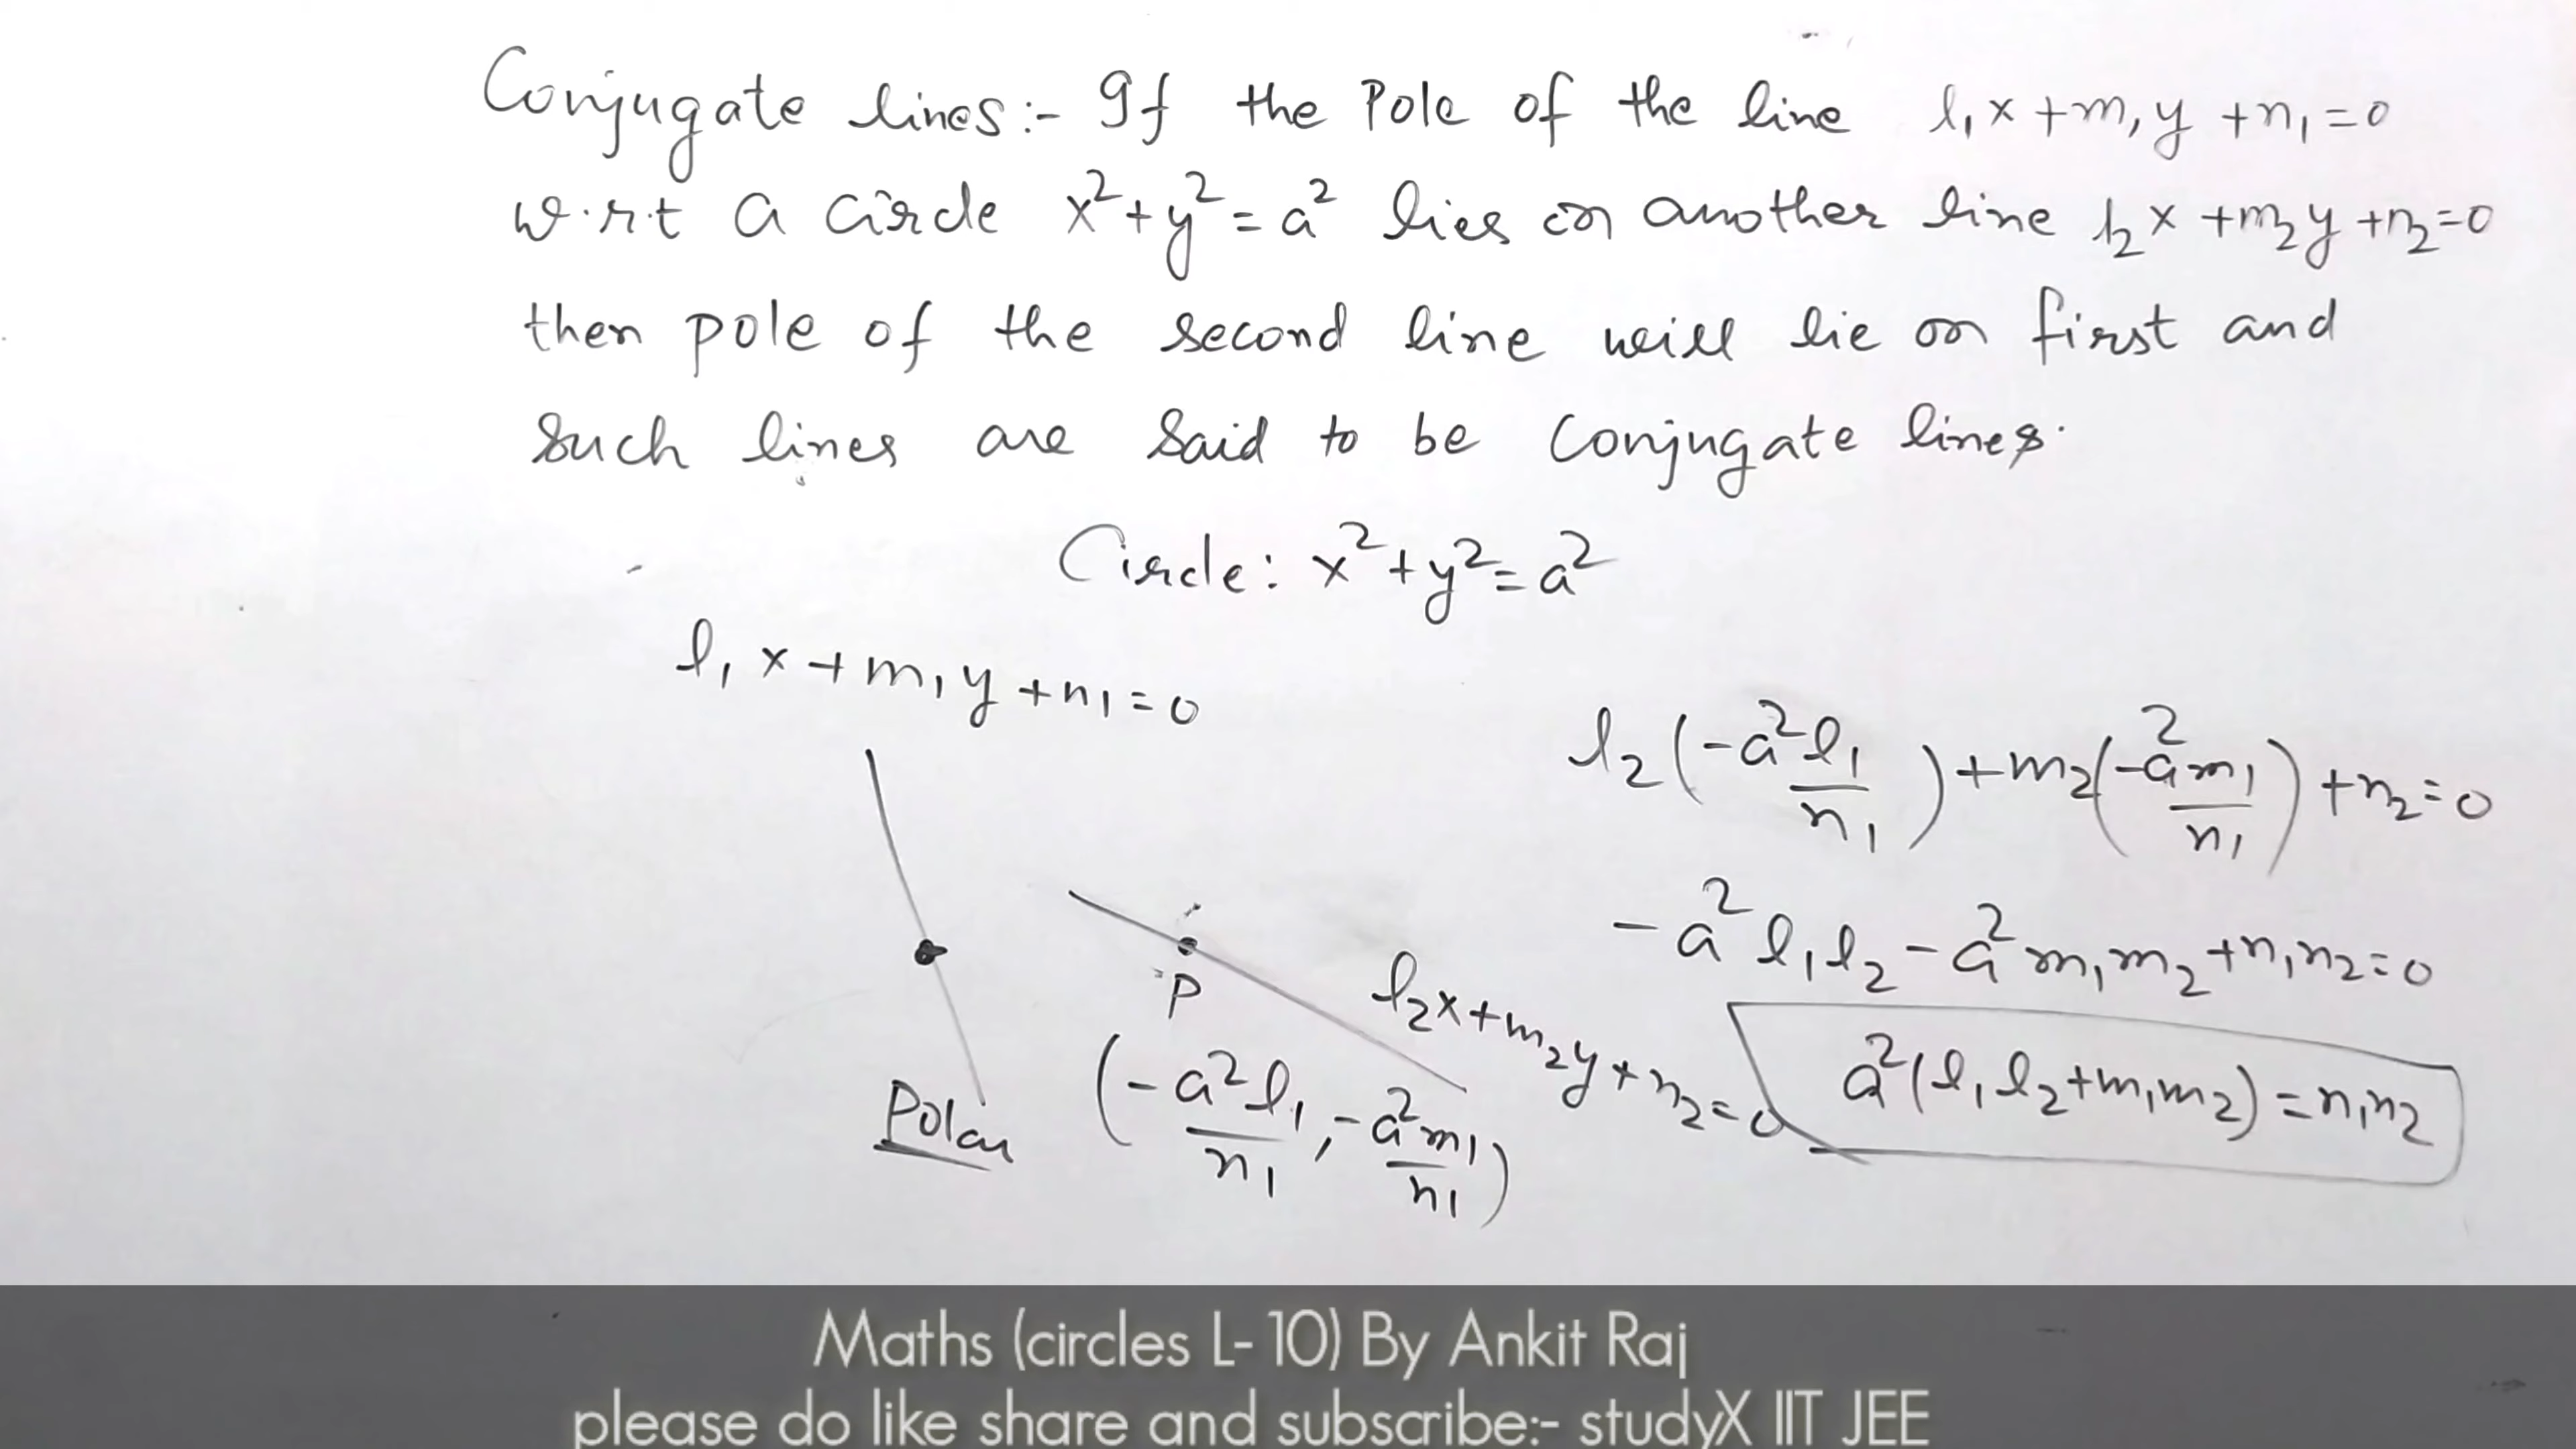 Conjugate lines:- If the Pole of the line l₁x + m₁y + n₁ = 0
w.r.t a circle x² + y² = a² lies on another line l₂x + m₂y + n₂ = 0
then pole of the second line will lie on first and
such lines are said to be conjugate lines.
Circle: x² + y² = a²
l₁x + m₁y + n₁ = 0
l₂(-a²l₁/n₁) + m₂(-a²m₁/n₁) + n₂ = 0
-a²l₁l₂ - a²m₁m₂ + n₁n₂ = 0
P
l₂x + m₂y + n₂ = 0
a²(l₁l₂ + m₁m₂) = n₁n₂
Polar
(-a²l₁/n₁, -a²m₁/n₁)
Maths (circles L- 10) By Ankit Raj
please do like share and subscribe:- studyX IIT JEE